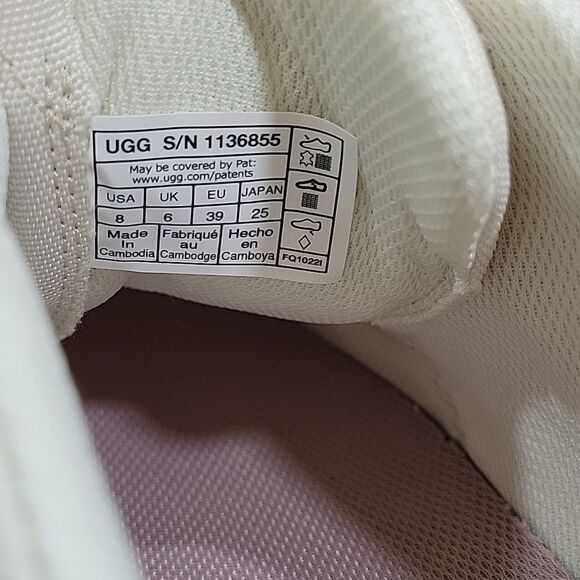 UGG S/N 1136855
May be covered by Pat:
www.ugg.com/patents
USA UK EU JAPAN
8 6 39 25
Made in Cambodia
Fabriqué au Cambodge
Hecho en Camboya
FQ1022I